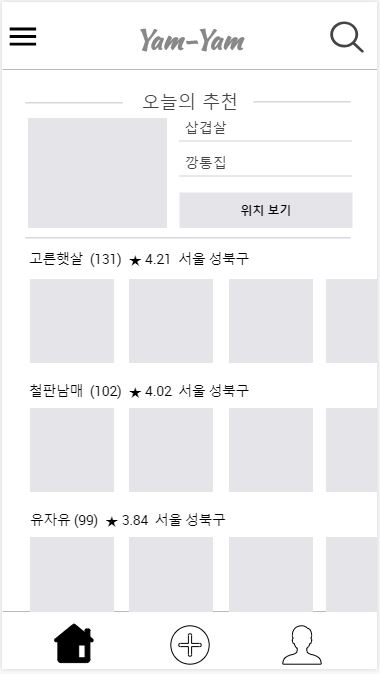 Yam-Yam
오늘의 추천
삽겹살
깡통집
위치 보기
고른햇살 (131) ★ 4.21 서울 성북구
철판남매 (102) ★ 4.02 서울 성북구
유자유 (99) ★ 3.84 서울 성북구